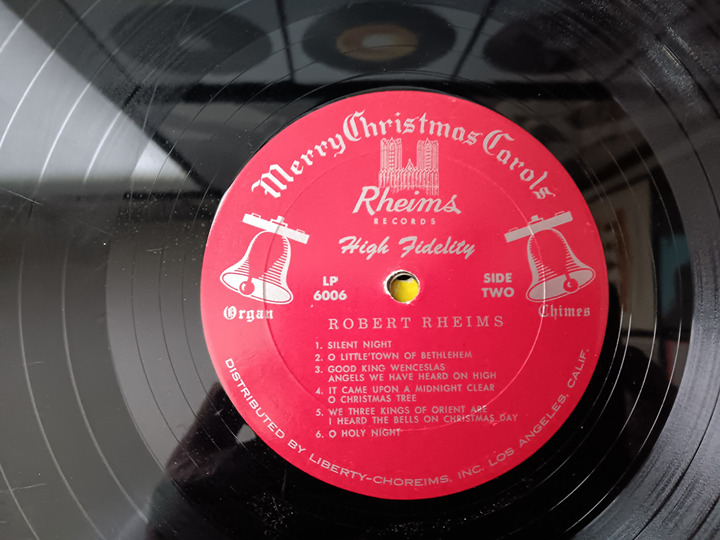 Merry Christmas Carols
Rheims
RECORDS
High Fidelity
LP
6006
SIDE
TWO
Organ
Chimes
ROBERT RHEIMS
1. SILENT NIGHT
2. O LITTLE TOWN OF BETHLEHEM
3. GOOD KING WENCESLAS
ANGELS WE HAVE HEARD ON HIGH
4. IT CAME UPON A MIDNIGHT CLEAR
O CHRISTMAS TREE
5. WE THREE KINGS OF ORIENT ARE
I HEARD THE BELLS ON CHRISTMAS DAY
6. O HOLY NIGHT
DISTRIBUTED BY LIBERTY-CHOREIMS, INC. LOS ANGELES, CALIF.